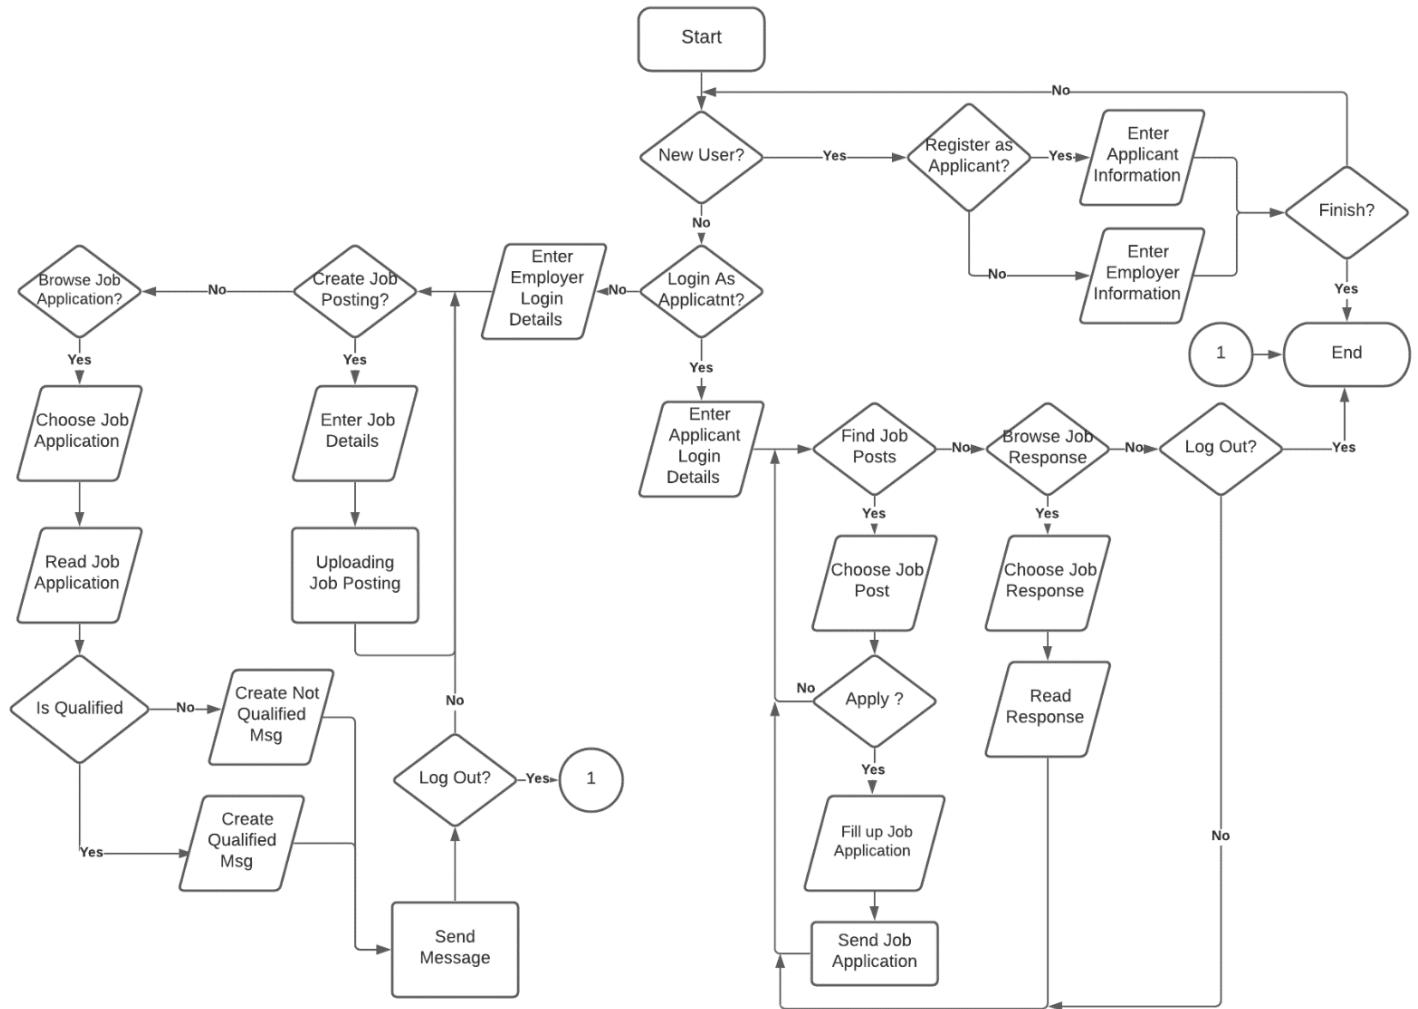 Start
No
New User?
Yes
Register as
Applicant?
Yes
Enter
Applicant
Information
Finish?
No
No
Enter
Employer
Information
Yes
Browse Job
Application?
No
Create Job
Posting?
Enter
Employer
Login
Details
No
Login As
Applicatnt?
1
End
Yes
Yes
Yes
Choose Job
Application
Enter Job
Details
Enter
Applicant
Login
Details
Find Job
Posts
No
Browse Job
Response
No
Log Out?
Yes
Yes
Yes
Read Job
Application
Uploading
Job Posting
Choose Job
Post
Choose Job
Response
Is Qualified
No
Create Not
Qualified
Msg
No
No
Apply ?
Read
Response
Log Out?
Yes
1
Yes
Yes
Create
Qualified
Msg
Fill up Job
Application
No
Send
Message
Send Job
Application